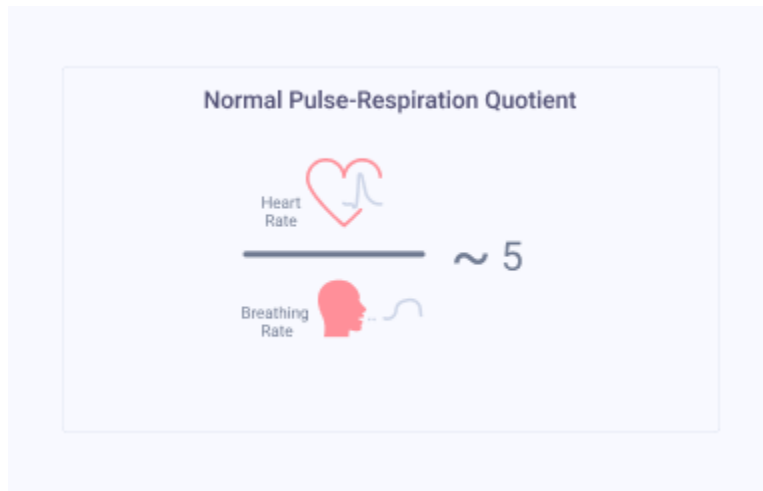 Normal Pulse-Respiration Quotient
Heart
Rate
~ 5
Breathing
Rate